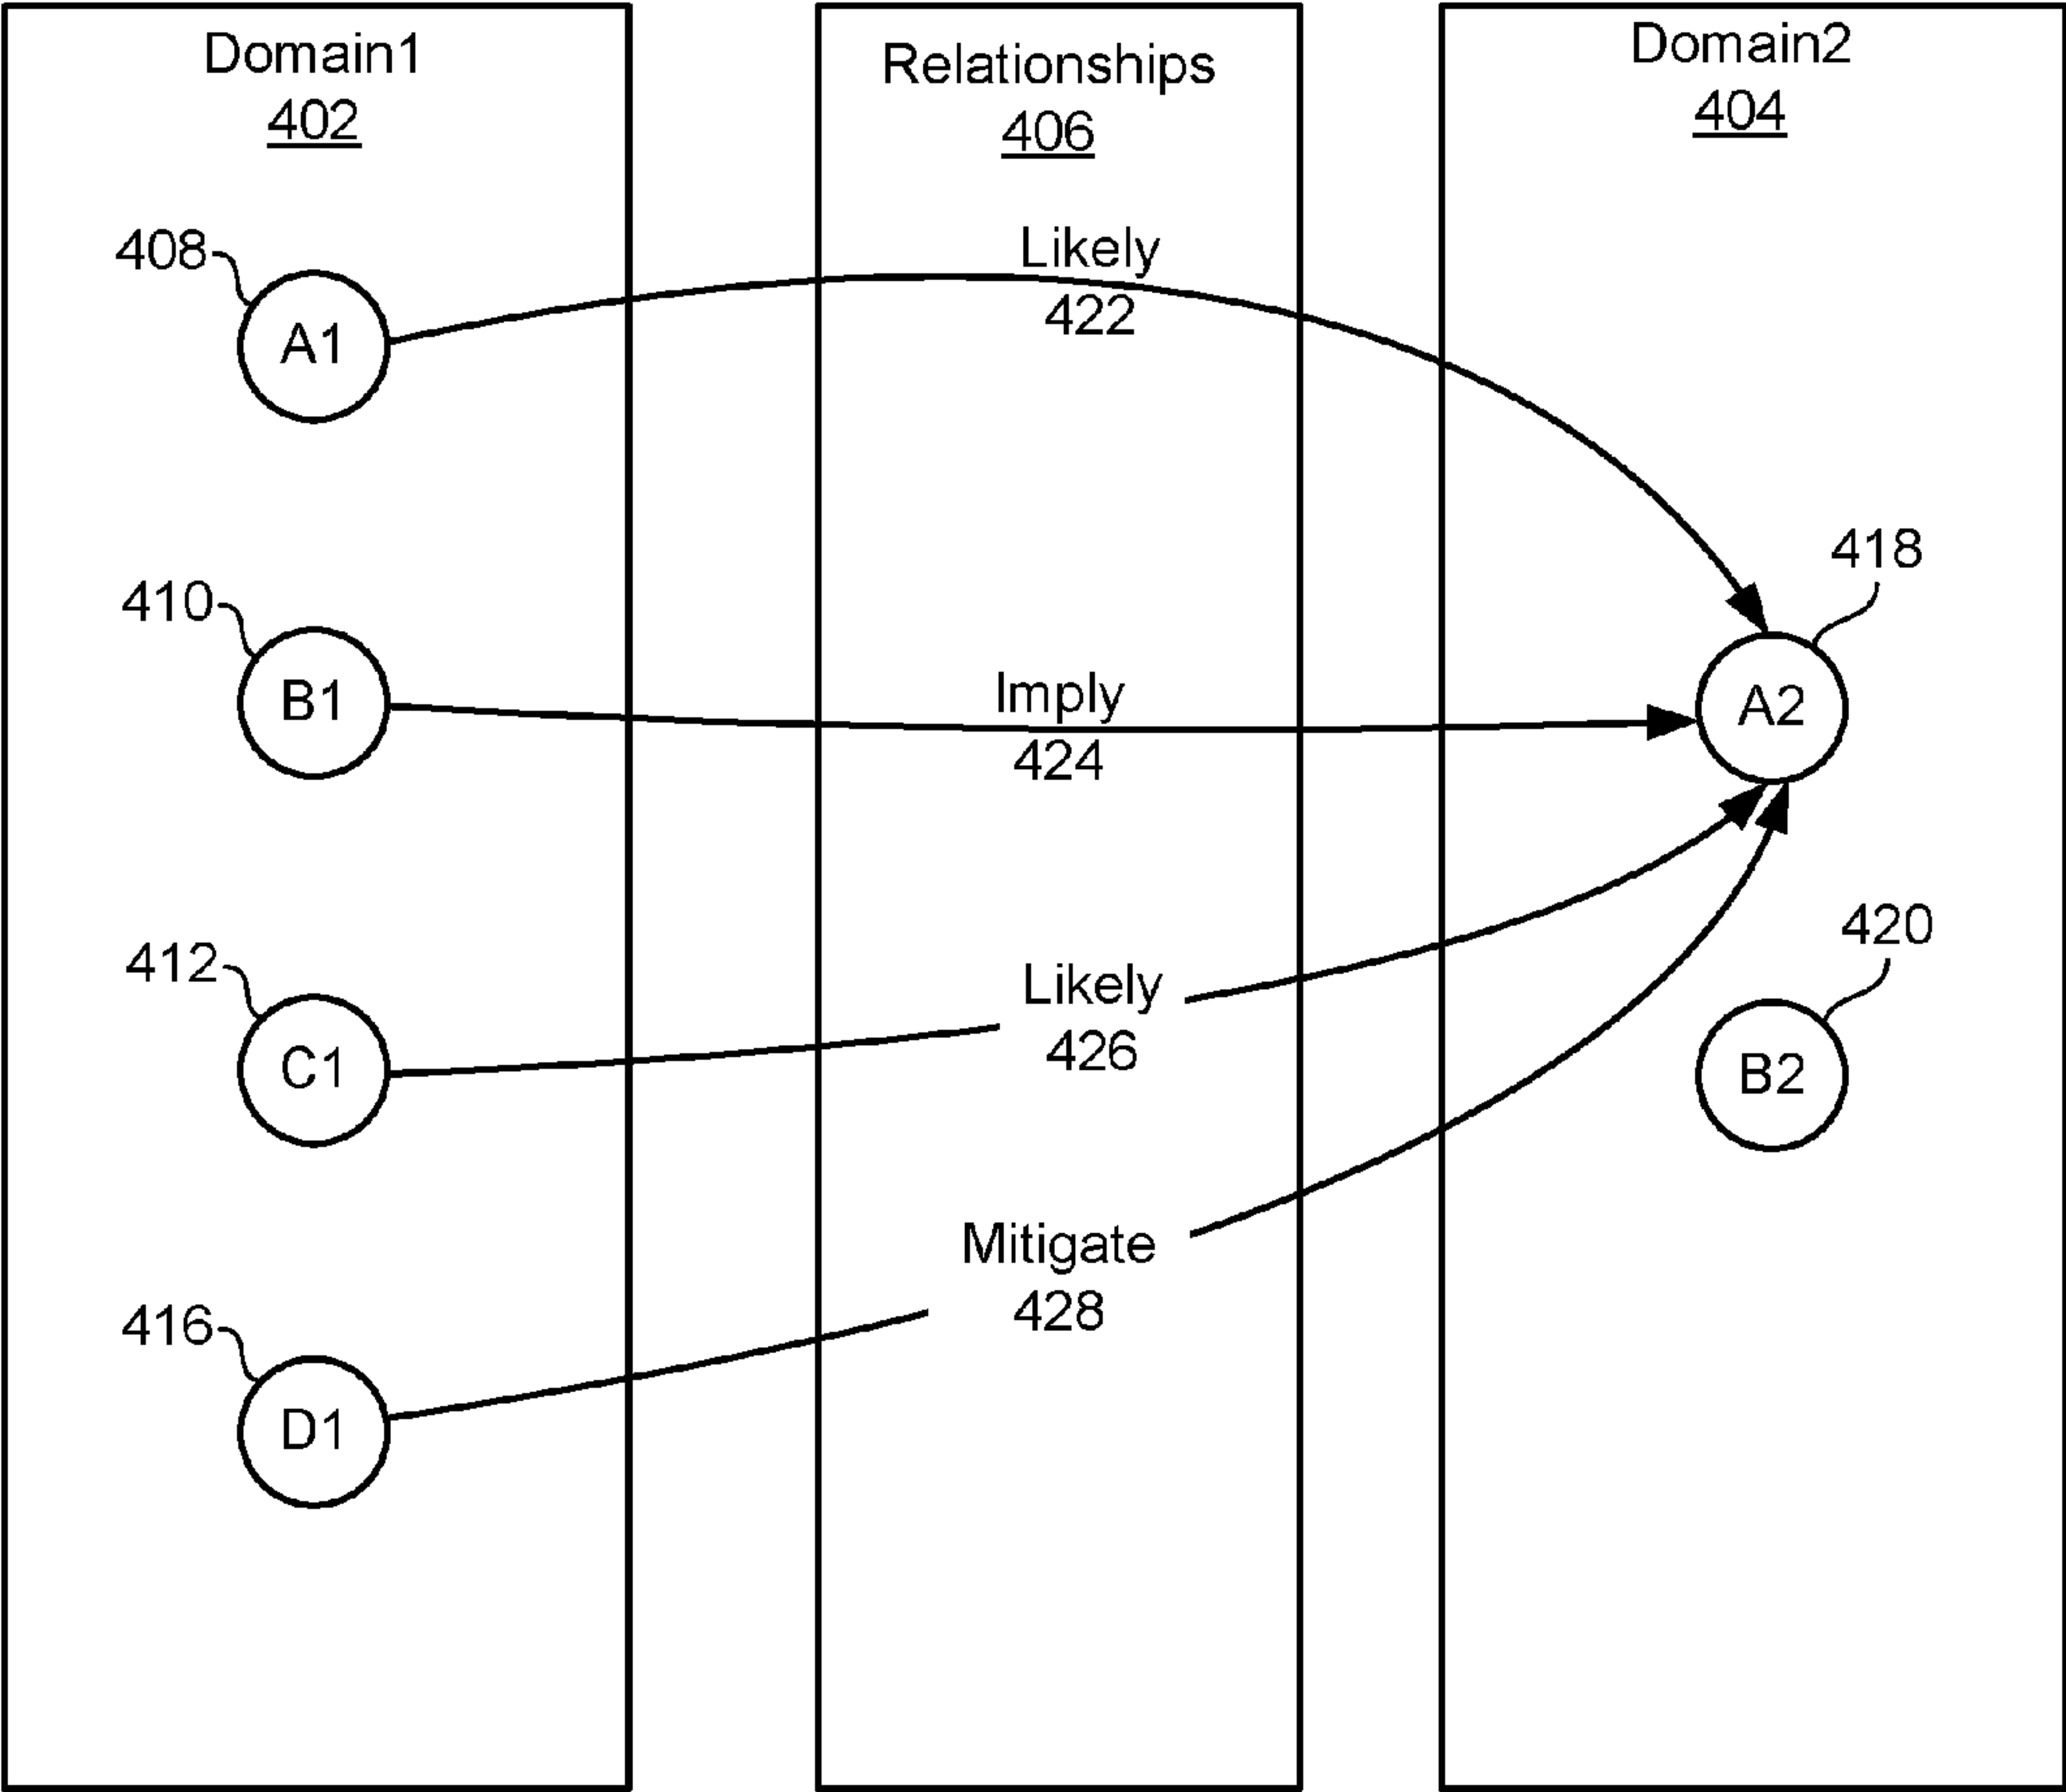 Domain1
402
Relationships
406
Domain2
404
408
A1
Likely
422
410
B1
Imply
424
418
A2
412
C1
Likely
426
420
B2
416
D1
Mitigate
428